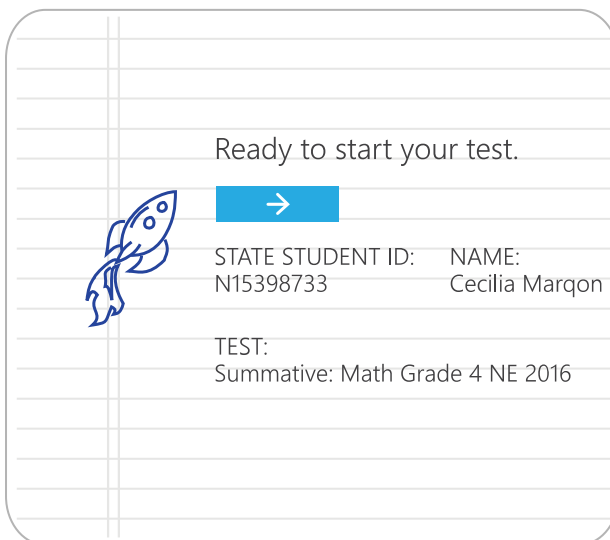 Ready to start your test.
STATE STUDENT ID: NAME:
N15398733 Cecilia Marqon
TEST:
Summative: Math Grade 4 NE 2016